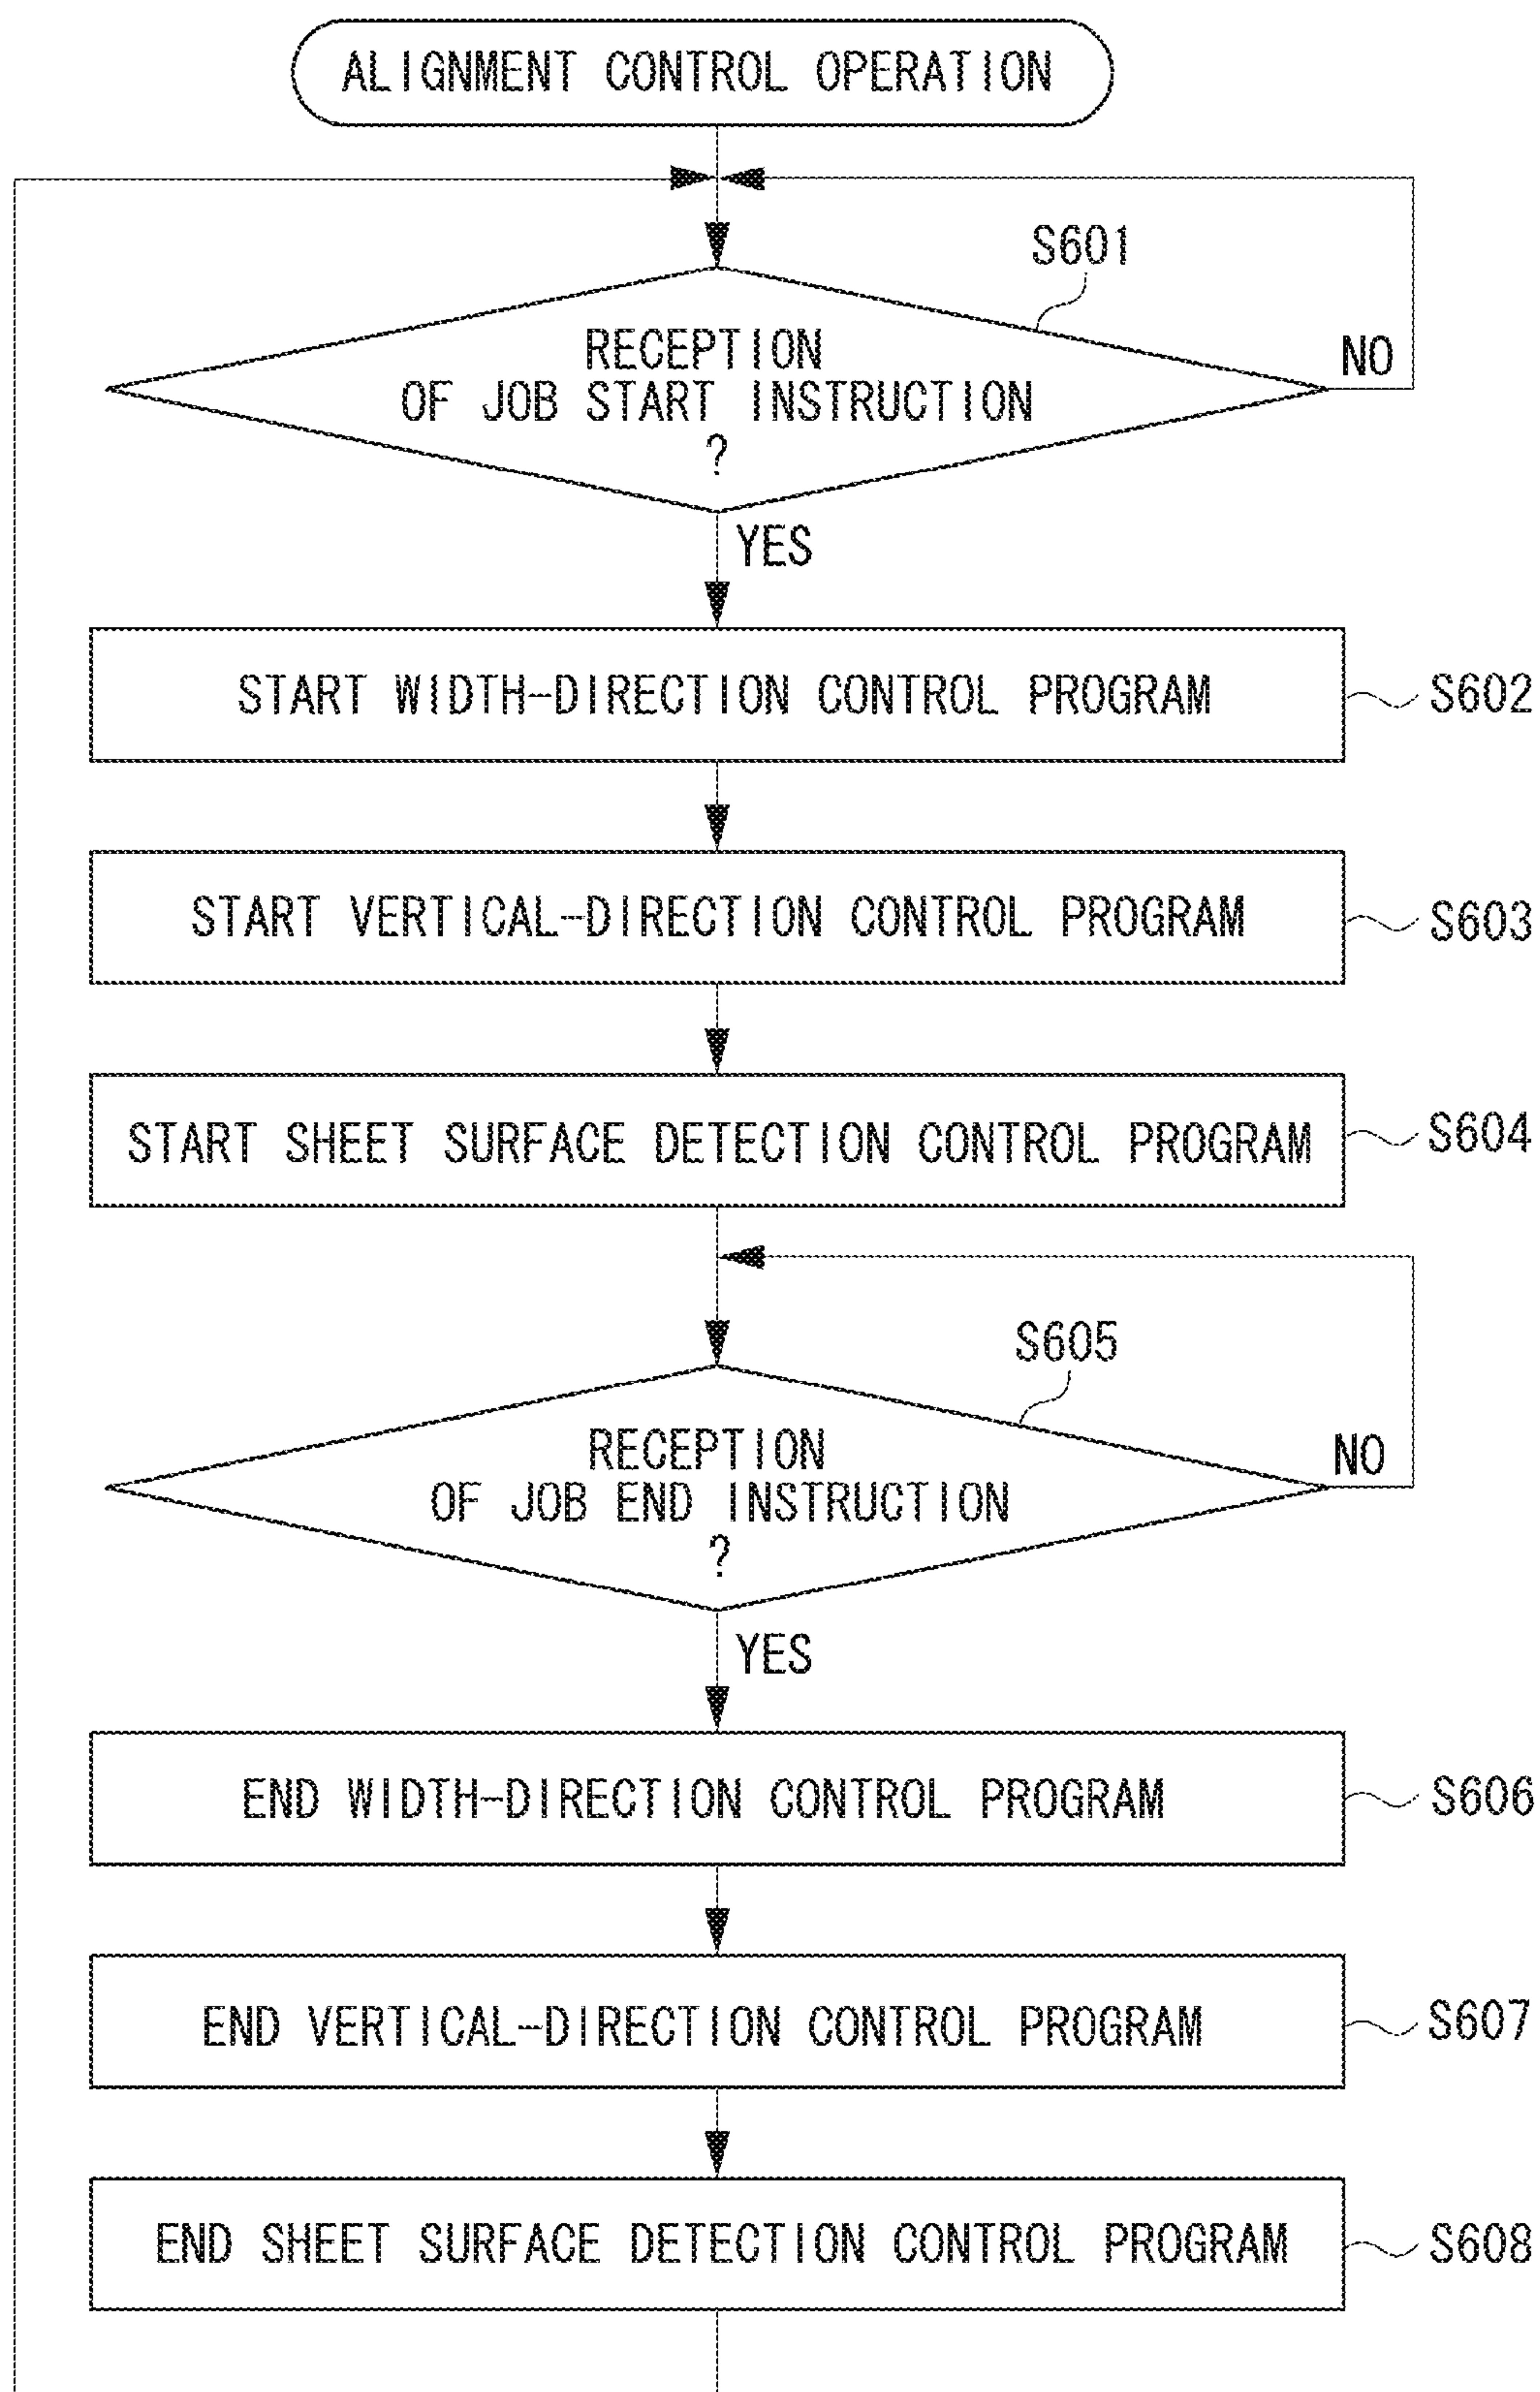 ALIGNMENT CONTROL OPERATION
S601
RECEPTION
OF JOB START INSTRUCTION
?
NO
YES
START WIDTH-DIRECTION CONTROL PROGRAM
S602
START VERTICAL-DIRECTION CONTROL PROGRAM
S603
START SHEET SURFACE DETECTION CONTROL PROGRAM
S604
S605
RECEPTION
OF JOB END INSTRUCTION
?
NO
YES
END WIDTH-DIRECTION CONTROL PROGRAM
S606
END VERTICAL-DIRECTION CONTROL PROGRAM
S607
END SHEET SURFACE DETECTION CONTROL PROGRAM
S608